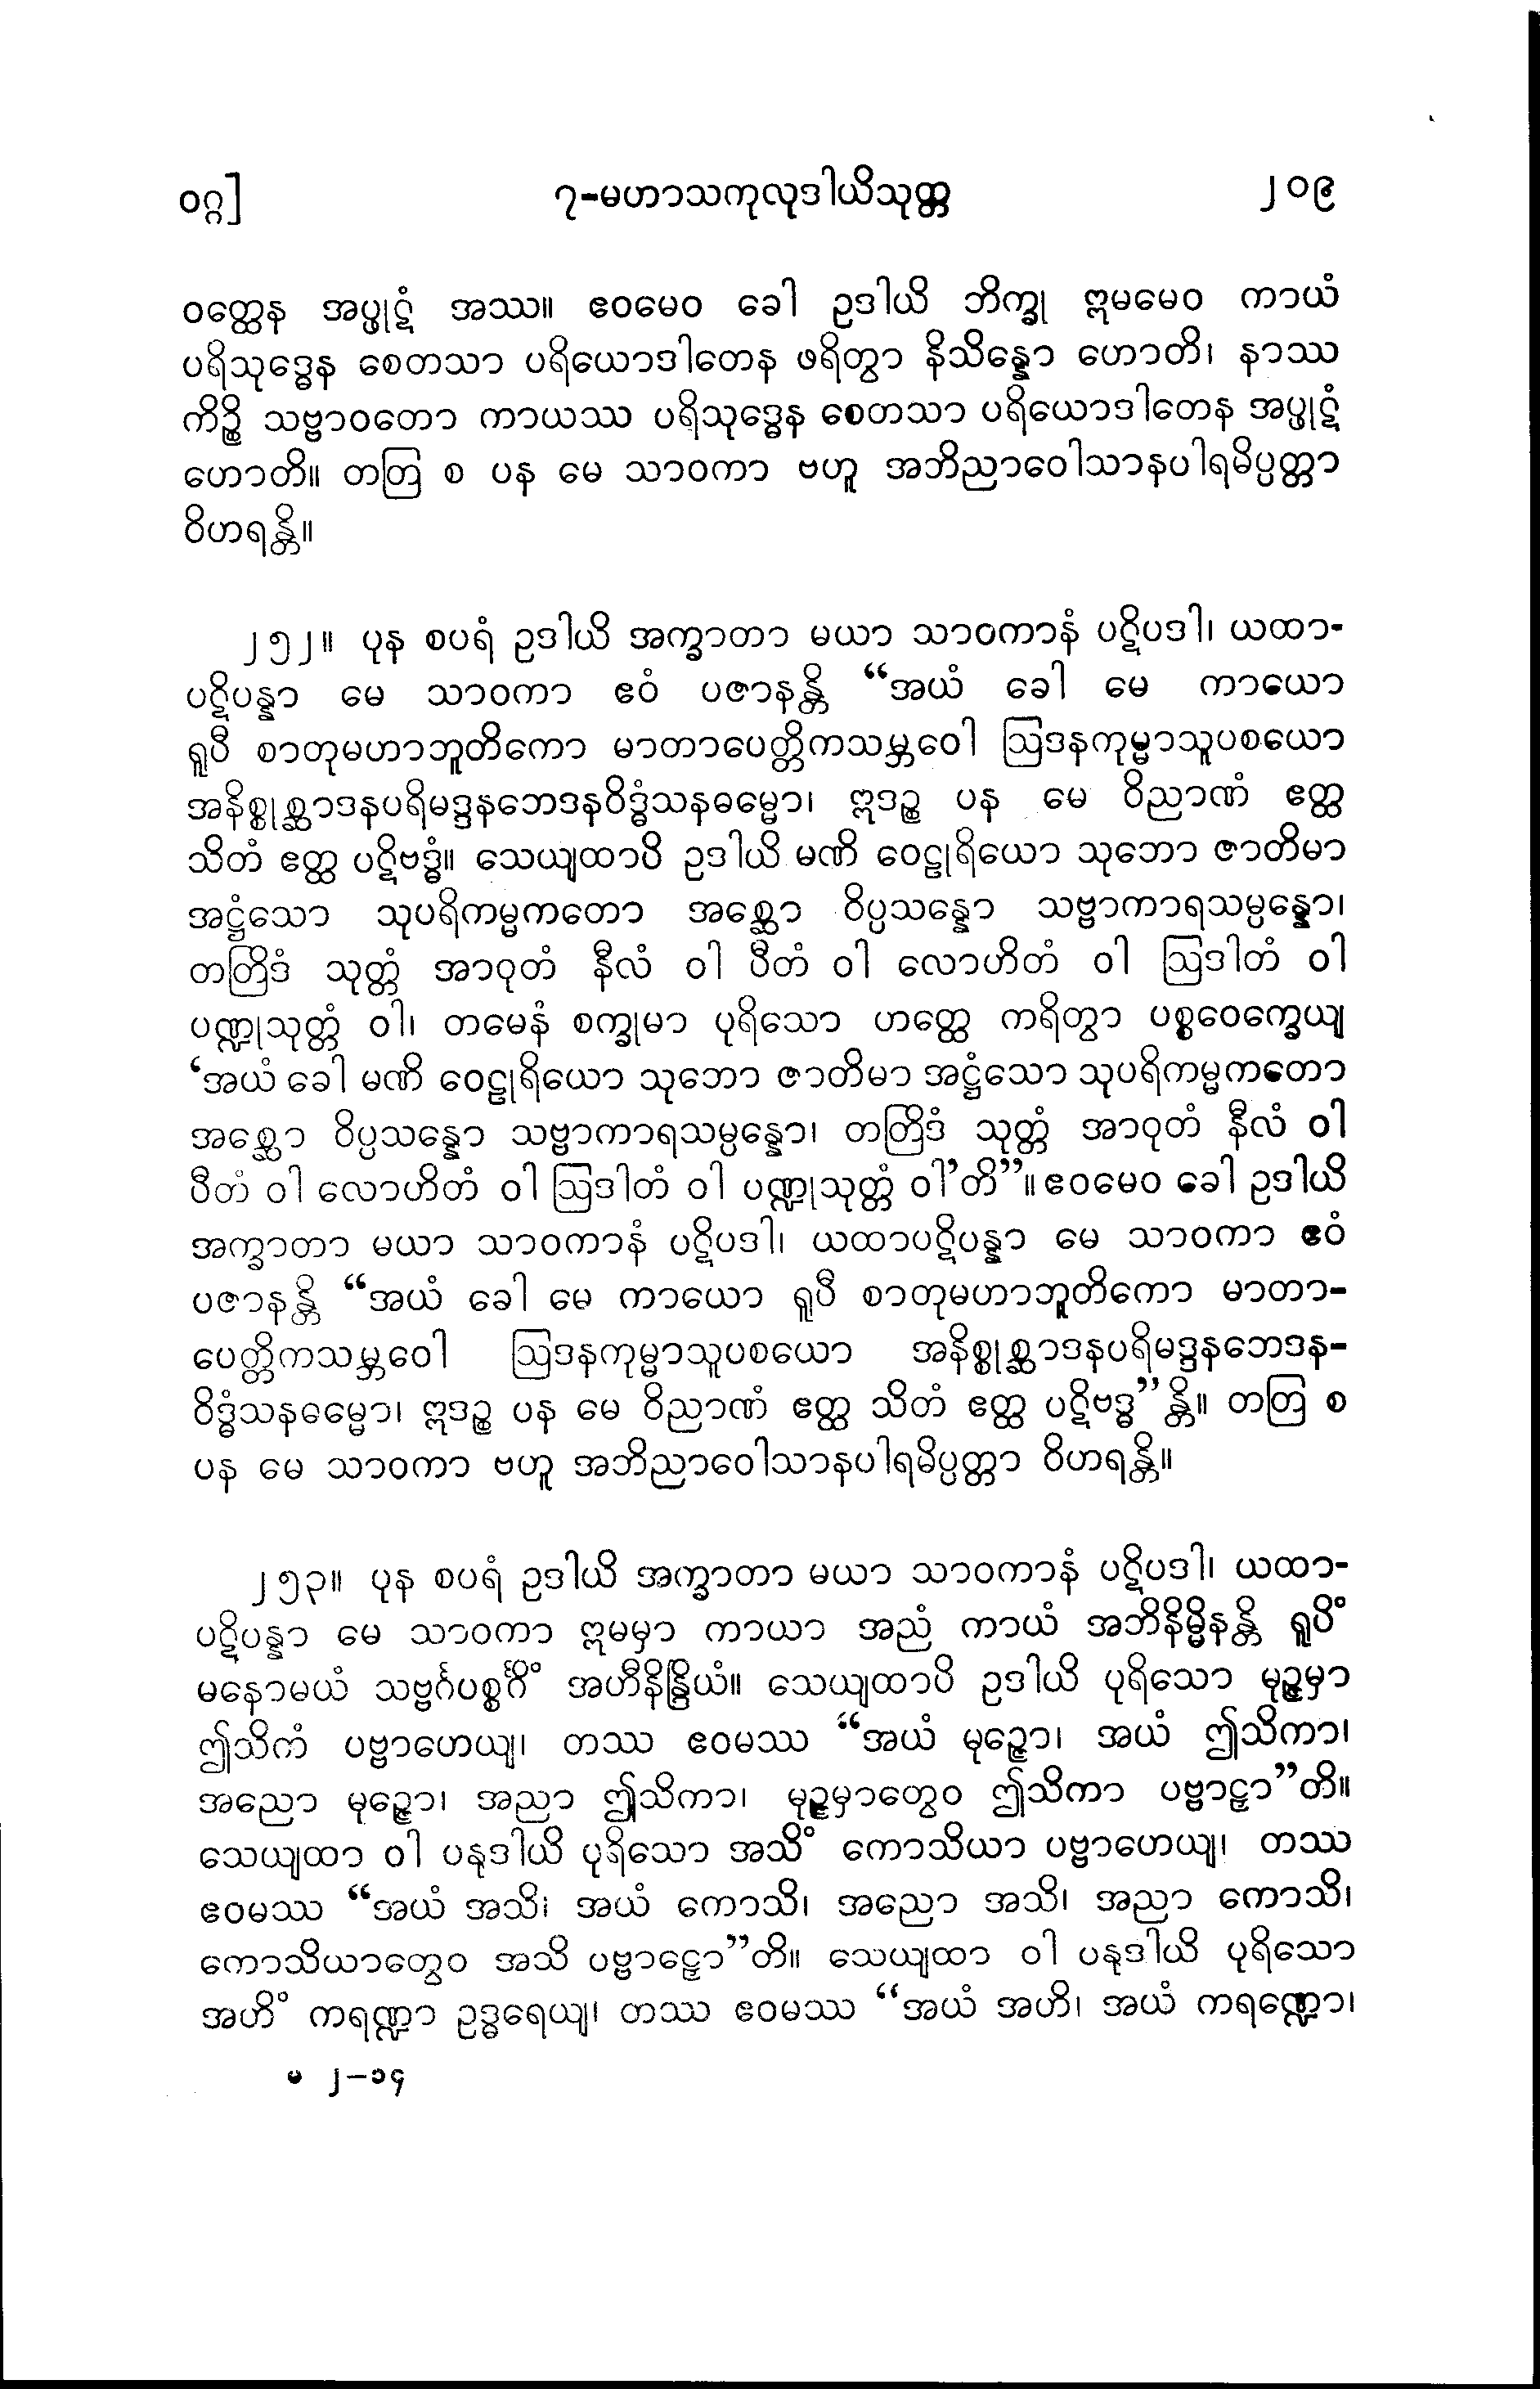 ဝဂ္ဂ]	၇-မဟာသကုလုဒါယိသုတ္တ	၂၀၉
ဝတ္ထေန အပ္ဖုဋံ အဿ။ ဧဝမေဝ ခေါ ဥဒါယိ ဘိက္ခု ဣမမေဝ ကာယံ
ပရိသုဒ္ဓေန စေတသာ ပရိယောဒါတေန ဖရိတွာ နိသိန္နော ဟောတိ၊ နာဿ
ကိဉ္စိ သဗ္ဗာဝတော ကာယဿ ပရိသုဒ္ဓေန စေတသာ ပရိယောဒါတေန အပ္ဖုဋံ
ဟောတိ။ တတြ စ ပန မေ သာဝကာ ဗဟူ အဘိညာဝေါသာနပါရမိပ္ပတ္တာ
ဝိဟရန္တိ။
၂၅၂။ ပုန စပရံ ဥဒါယိ အက္ခာတာ မယာ သာဝကာနံ ပဋိပဒါ၊ ယထာ-
ပဋိပန္နာ မေ သာဝကာ ဧဝံ ပဇာနန္တိ “အယံ ခေါ မေ ကာယော
ရူပီ စာတုမဟာဘူတိကော မာတာပေတ္တိကသမ္ဘဝေါ ဩဒနကုမ္မာသူပစယော
အနိစ္စုစ္ဆာဒနပရိမဒ္ဒနဘေဒနဝိဒ္ဓံသနဓမ္မော၊ ဣဒဉ္စ ပန မေ ဝိညာဏံ ဧတ္ထ
သိတံ ဧတ္ထ ပဋိဗဒ္ဓံ။ သေယျထာပိ ဥဒါယိ မဏိ ဝေဠုရိယော သုဘော ဇာတိမာ
အဋ္ဌံသော သုပရိကမ္မကတော အစ္ဆော ဝိပ္ပသန္နော သဗ္ဗာကာရသမ္ပန္နော၊
တတြိဒံ သုတ္တံ အာဝုတံ နီလံ ဝါ ပီတံ ဝါ လောဟိတံ ဝါ ဩဒါတံ ဝါ
ပဏ္ဍုသုတ္တံ ဝါ၊ တမေနံ စက္ခုမာ ပုရိသော ဟတ္ထေ ကရိတွာ ပစ္စဝေက္ခေယျ
‘အယံ ခေါ မဏိ ဝေဠုရိယော သုဘော ဇာတိမာ အဋ္ဌံသော သုပရိကမ္မကတော
အစ္ဆော ဝိပ္ပသန္နော သဗ္ဗာကာရသမ္ပန္နော၊ တတြိဒံ သုတ္တံ အာဝုတံ နီလံ ဝါ
ပီတံ ဝါ လောဟိတံ ဝါ ဩဒါတံ ဝါ ပဏ္ဍုသုတ္တံ ဝါ’တိ”။ ဧဝမေဝ ခေါ ဥဒါယိ
အက္ခာတာ မယာ သာဝကာနံ ပဋိပဒါ၊ ယထာပဋိပန္နာ မေ သာဝကာ ဧဝံ
ပဇာနန္တိ “အယံ ခေါ မေ ကာယော ရူပီ စာတုမဟာဘူတိကော မာတာ-
ပေတ္တိကသမ္ဘဝေါ ဩဒနကုမ္မာသူပစယော အနိစ္စုစ္ဆာဒနပရိမဒ္ဒနဘေဒန-
ဝိဒ္ဓံသနဓမ္မော၊ ဣဒဉ္စ ပန မေ ဝိညာဏံ ဧတ္ထ သိတံ ဧတ္ထ ပဋိဗဒ္ဓ”န္တိ။ တတြ စ
ပန မေ သာဝကာ ဗဟူ အဘိညာဝေါသာနပါရမိပ္ပတ္တာ ဝိဟရန္တိ။
၂၅၃။ ပုန စပရံ ဥဒါယိ အက္ခာတာ မယာ သာဝကာနံ ပဋိပဒါ၊ ယထာ-
ပဋိပန္နာ မေ သာဝကာ ဣမမှာ ကာယာ အညံ ကာယံ အဘိနိမ္မိနန္တိ ရူပိံ
မနောမယံ သဗ္ဗင်္ဂပစ္စင်္ဂိံ အဟီနိန္ဒြိယံ။ သေယျထာပိ ဥဒါယိ ပုရိသော မုဉ္ဇမှာ
ဤသိကံ ပဗ္ဗာဟေယျ၊ တဿ ဧဝမဿ “အယံ မုဉ္ဇော၊ အယံ ဤသိကာ၊
အညော မုဉ္ဇော၊ အညာ ဤသိကာ၊ မုဉ္ဇမှာတွေဝ ဤသိကာ ပဗ္ဗာဠှာ”တိ။
သေယျထာ ဝါ ပနုဒါယိ ပုရိသော အသိံ ကောသိယာ ပဗ္ဗာဟေယျ၊ တဿ
ဧဝမဿ “အယံ အသိ၊ အယံ ကောသိ၊ အညော အသိ၊ အညာ ကောသိ၊
ကောသိယာတွေဝ အသိ ပဗ္ဗာဠှော”တိ။ သေယျထာ ဝါ ပနုဒါယိ ပုရိသော
အဟိံ ကရဏ္ဍာ ဥဒ္ဓရေယျ၊ တဿ ဧဝမဿ “အယံ အဟိ၊ အယံ ကရဏ္ဍော၊
မ ၂-၁၄